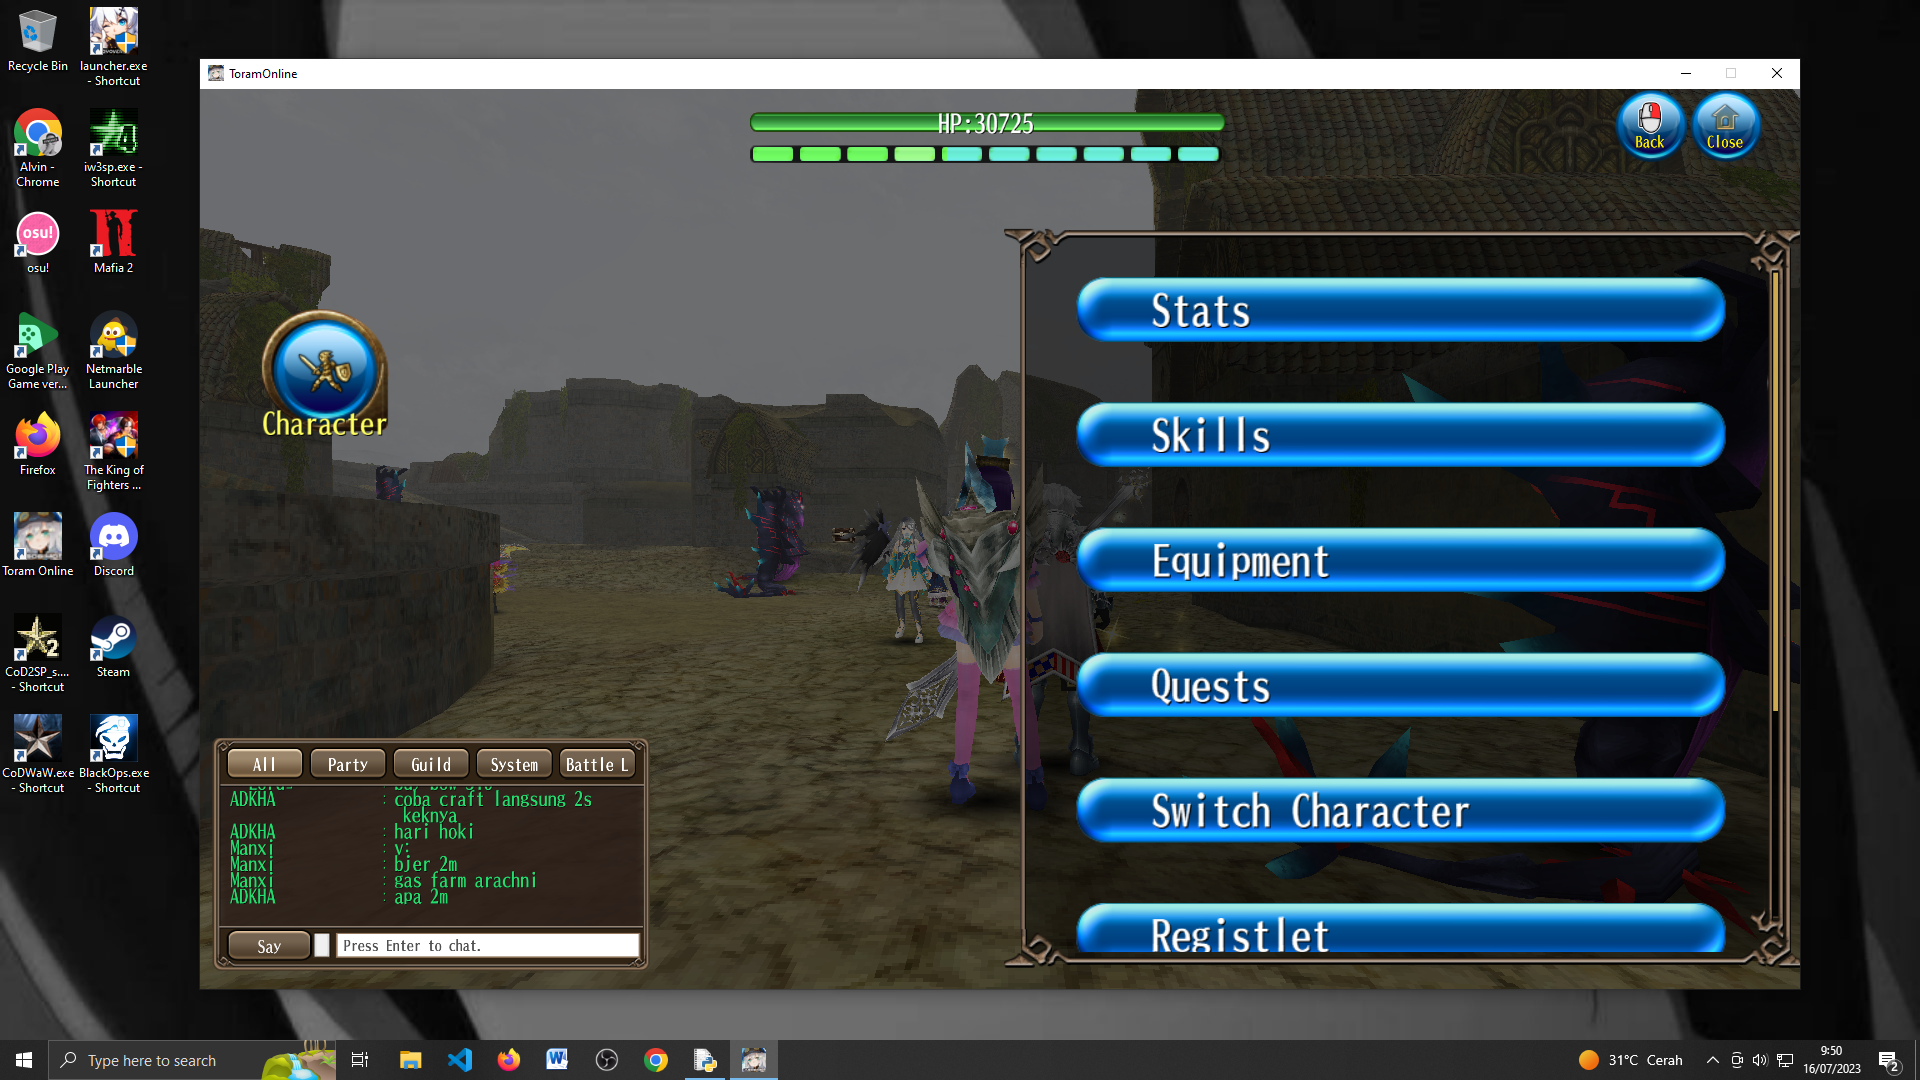 Recycle Bin
launcher.exe
- Shortcut
Alvin -
Chrome
iw3sp.exe -
Shortcut
osu!
osu!
Mafia 2
Google Play
Game ver...
Netmarble
Launcher
Firefox
The King of
Fighters ...
Toram Online
Discord
CoD2SP_s....
- Shortcut
Steam
CoDWaW.exe
- Shortcut
BlackOps.exe
- Shortcut
ToramOnline
HP:30725
Back
Close
Character
Stats
Skills
Equipment
Quests
Switch Character
Registlet
All
Party
Guild
System
Battle L
ADKHA : coba craft langsung 2s
keknya
ADKHA : hari hoki
Manxi : v:
Manxi : bjer 2m
Manxi : gas farm arachni
ADKHA : apa 2m
Say
Press Enter to chat.
Type here to search
31°C Cerah
9:50
16/07/2023
2